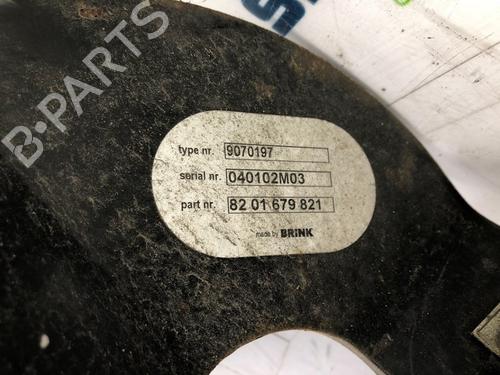 B-PARTS
type nr. 9070197
serial nr. 040102M03
part nr. 82 01 679 821
made by BRINK